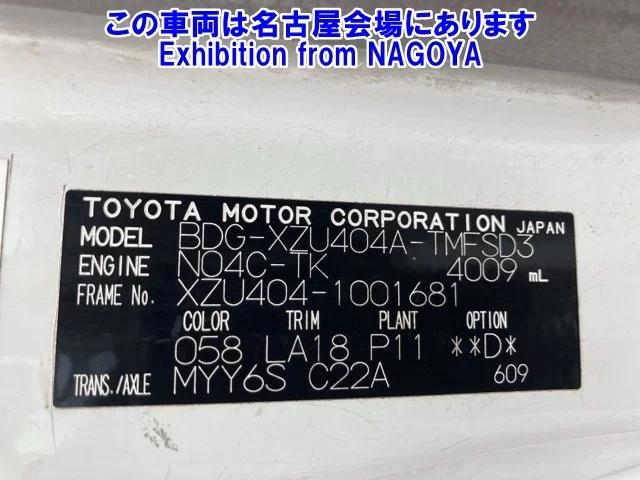 この車両は名古屋会場にあります
Exhibition from NAGOYA
TOYOTA MOTOR CORPORATION JAPAN
MODEL BDG-XZU404A-TMFSD3
ENGINE N04C-TK 4009 mL
FRAME No. XZU404-1001681
COLOR TRIM PLANT OPTION
058 LA18 P11 **D*
TRANS./AXLE MYY6S C22A 609